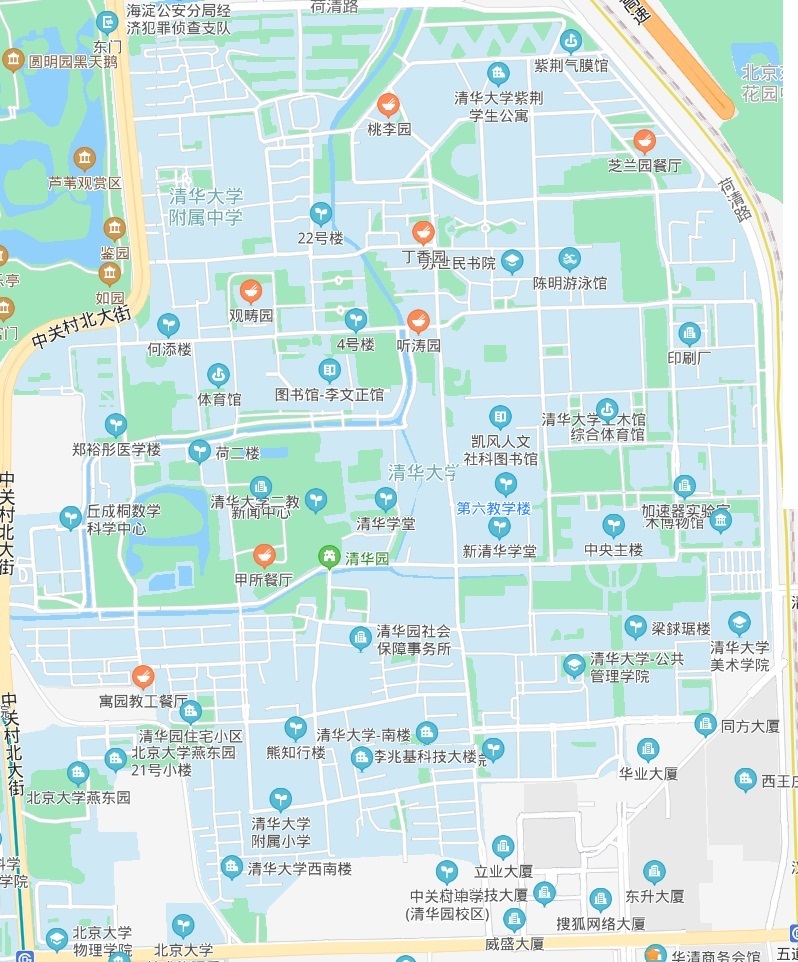 荷清路
海淀公安分局经
济犯罪侦查支队
高速
东门
圆明园黑天鹅
紫荆气膜馆
北京
花园
清华大学紫荆
学生公寓
桃李园
芝兰园餐厅
芦苇观赏区
清华大学
附属中学
荷清路
22号楼
鉴园
丁香园
苏世民书院
陈明游泳馆
乐亭
如园
观畴园
中关村北大街
何添楼
4号楼
听涛园
印刷厂
体育馆
图书馆-李文正馆
郑裕彤医学楼
荷二楼
凯风人文
社科图书馆
清华大学艺术馆
综合体育馆
清华大学
中关村北大街
丘成桐数学
科学中心
清华大学二教
新闻中心
清华学堂
第六教学楼
加速器实验室
术博物馆
新清华学堂
中央主楼
甲所餐厅
清华园
清华园社会
保障事务所
梁銶琚楼
清华大学
美术学院
清华大学-公共
管理学院
寓园教工餐厅
中关村北大街
清华园住宅小区
北京大学燕东园
21号小楼
熊知行楼
清华大学-南楼
李兆基科技大楼
同方大厦
华业大厦
西王庄
北京大学燕东园
清华大学
附属小学
清华大学西南楼
科学
学院
立业大厦
东升大厦
(清华园校区)
搜狐网络大厦
威盛大厦
北京大学
物理学院
北京大学
华清商务会馆
五道